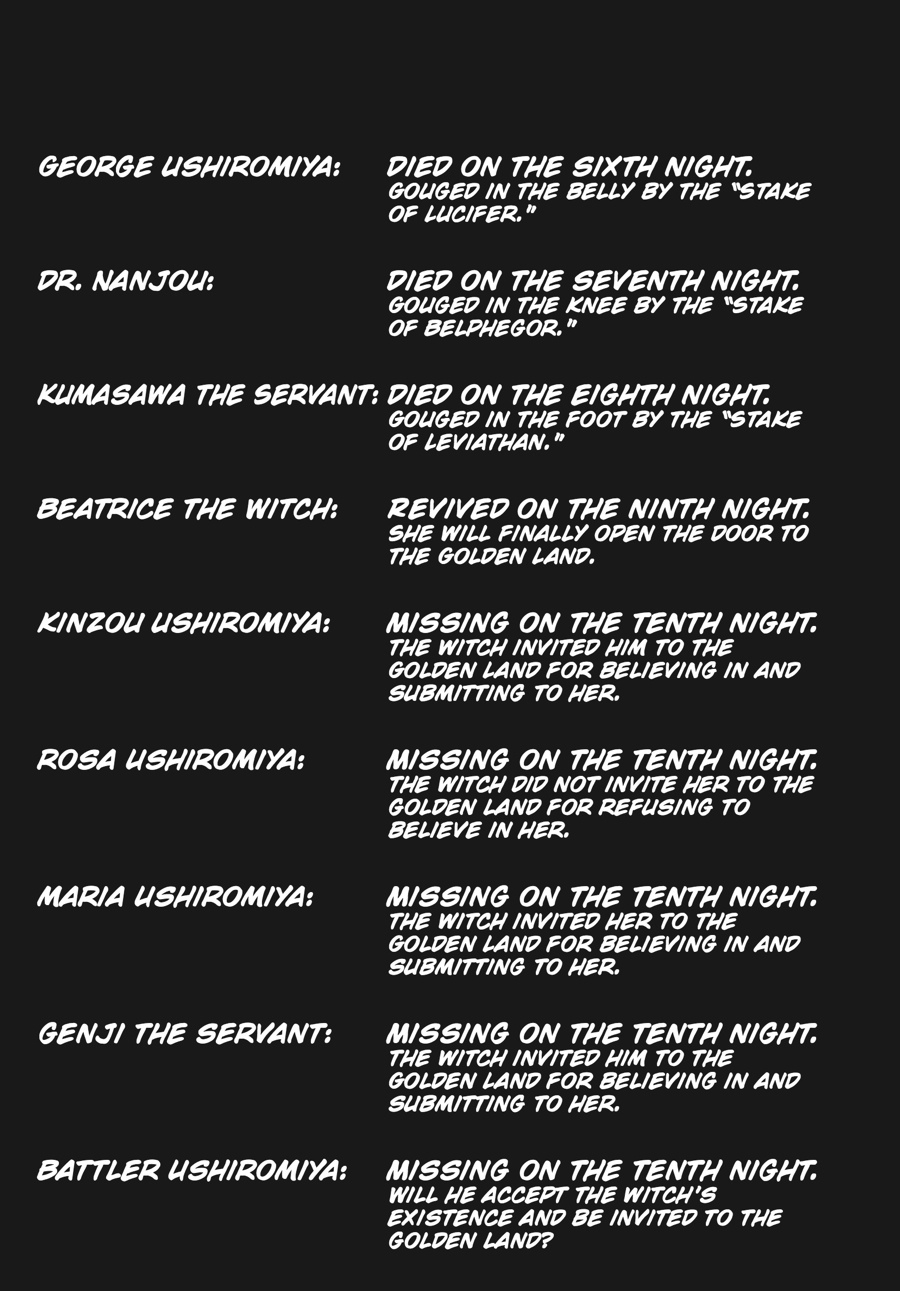 GEORGE USHIROMIYA: DIED ON THE SIXTH NIGHT.
GOUGED IN THE BELLY BY THE "STAKE
OF LUCIFER."
DR. NANJOU: DIED ON THE SEVENTH NIGHT.
GOUGED IN THE KNEE BY THE "STAKE
OF BELPHEGOR."
KUMASAWA THE SERVANT: DIED ON THE EIGHTH NIGHT.
GOUGED IN THE FOOT BY THE "STAKE
OF LEVIATHAN."
BEATRICE THE WITCH: REVIVED ON THE NINTH NIGHT.
SHE WILL FINALLY OPEN THE DOOR TO
THE GOLDEN LAND.
KINZOU USHIROMIYA: MISSING ON THE TENTH NIGHT.
THE WITCH INVITED HIM TO THE
GOLDEN LAND FOR BELIEVING IN AND
SUBMITTING TO HER.
ROSA USHIROMIYA: MISSING ON THE TENTH NIGHT.
THE WITCH DID NOT INVITE HER TO THE
GOLDEN LAND FOR REFUSING TO
BELIEVE IN HER.
MARIA USHIROMIYA: MISSING ON THE TENTH NIGHT.
THE WITCH INVITED HER TO THE
GOLDEN LAND FOR BELIEVING IN AND
SUBMITTING TO HER.
GENJI THE SERVANT: MISSING ON THE TENTH NIGHT.
THE WITCH INVITED HIM TO THE
GOLDEN LAND FOR BELIEVING IN AND
SUBMITTING TO HER.
BATTLER USHIROMIYA: MISSING ON THE TENTH NIGHT.
WILL HE ACCEPT THE WITCH'S
EXISTENCE AND BE INVITED TO THE
GOLDEN LAND?